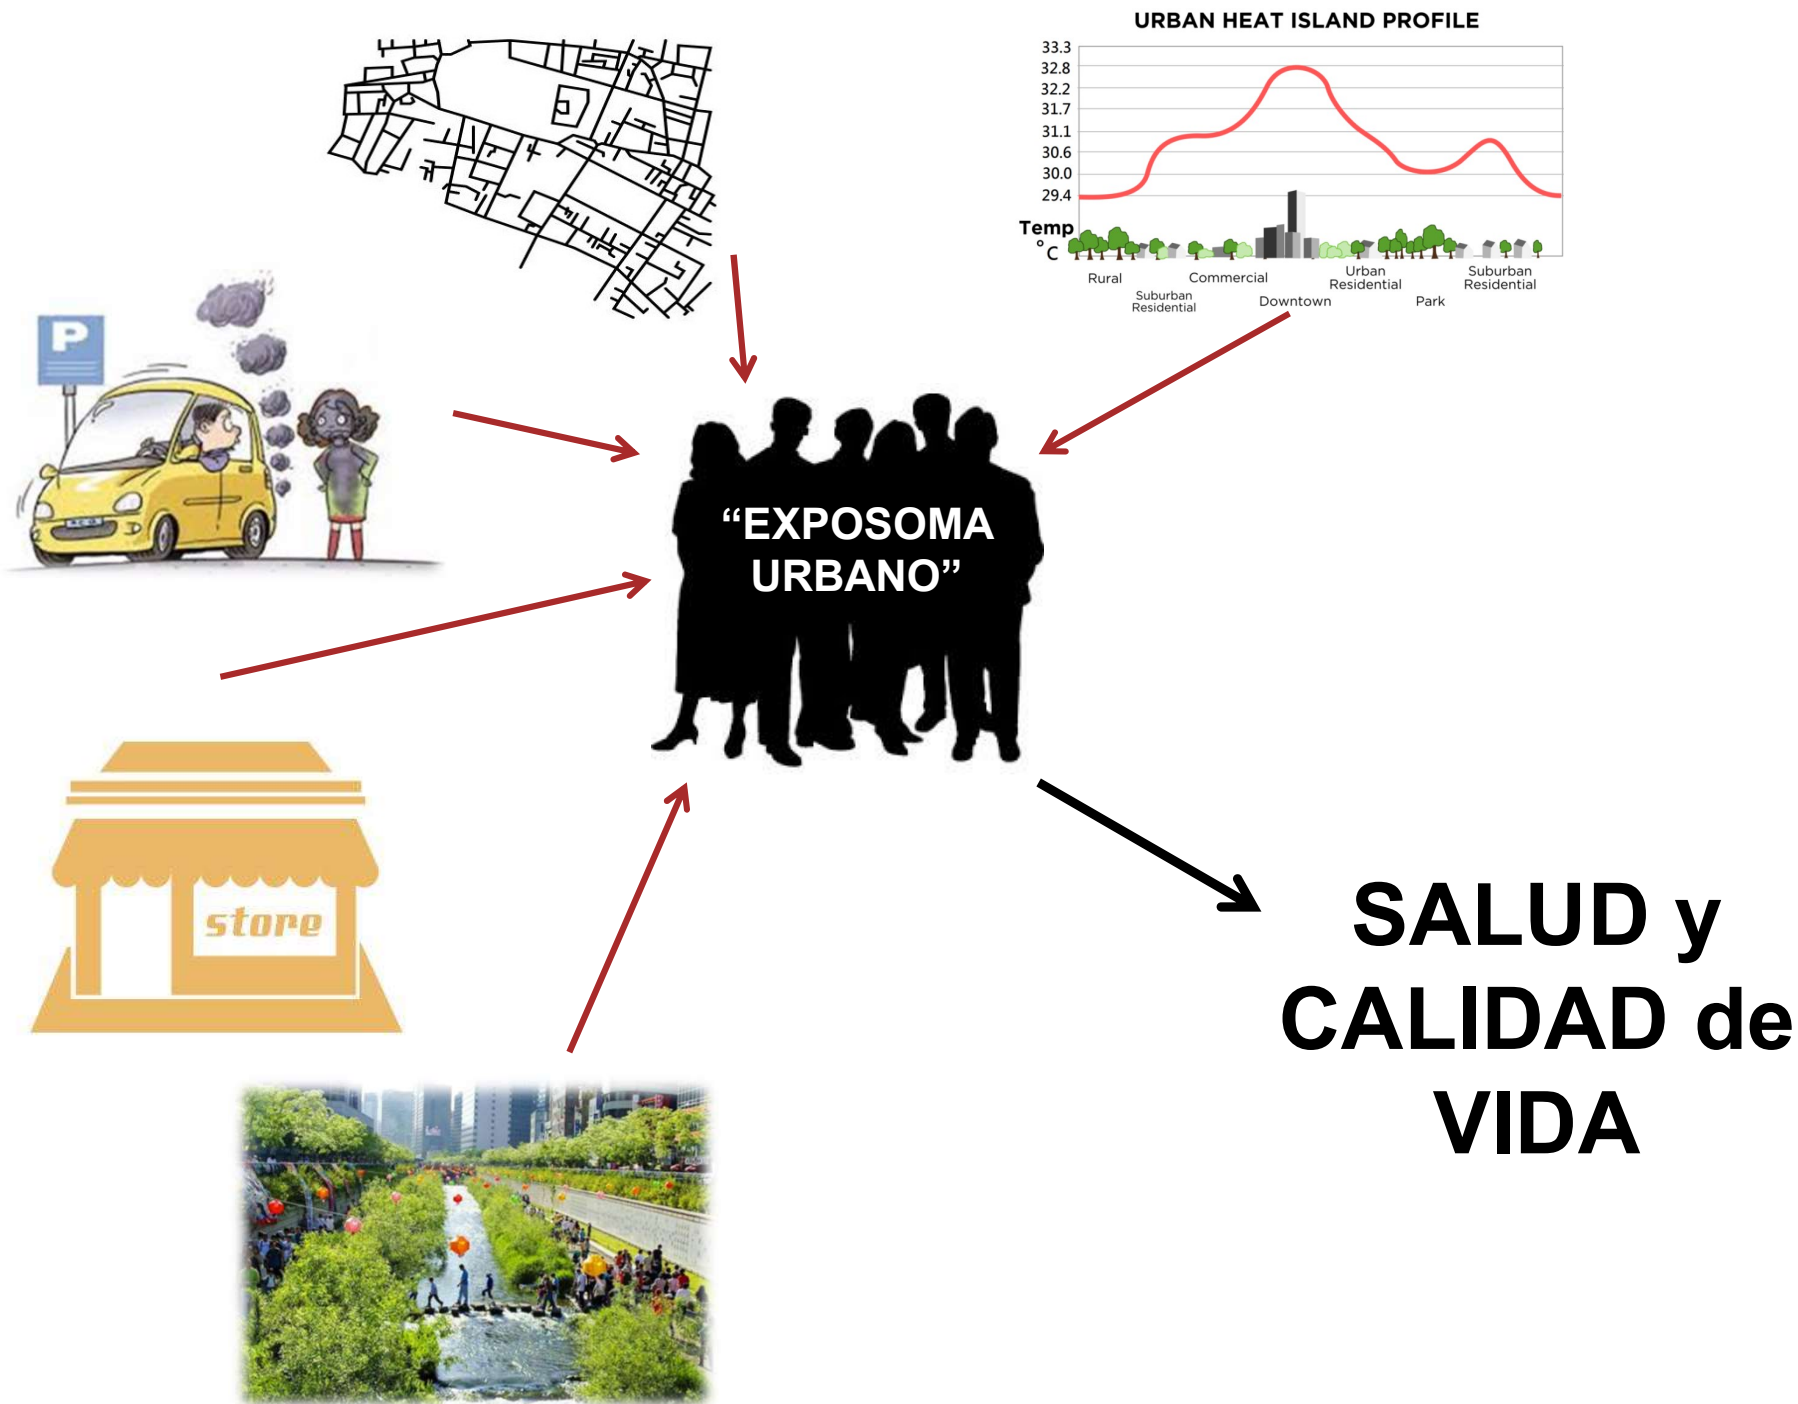 URBAN HEAT ISLAND PROFILE
33.3
32.8
32.2
31.7
31.1
30.6
30.0
29.4
Temp
°C
Rural
Suburban
Residential
Commercial
Downtown
Urban
Residential
Park
Suburban
Residential
P
“EXPOSOMA
URBANO”
store
SALUD y
CALIDAD de
VIDA